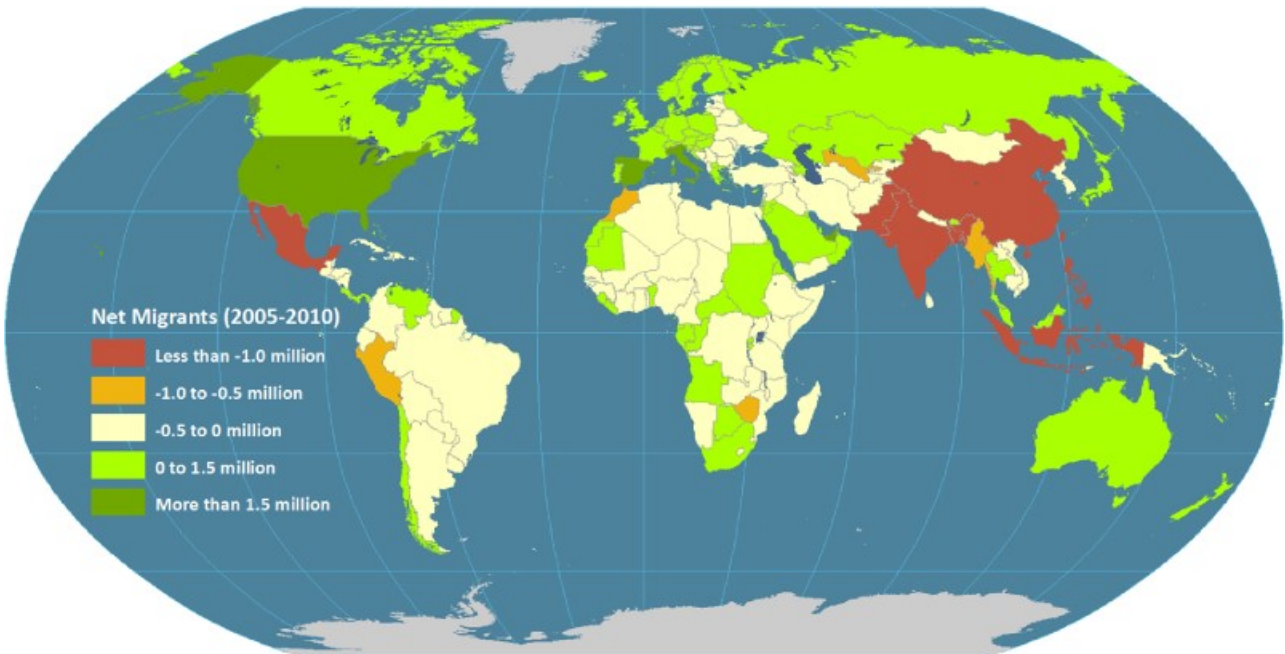 Net Migrants (2005-2010)
Less than -1.0 million
-1.0 to -0.5 million
-0.5 to 0 million
0 to 1.5 million
More than 1.5 million